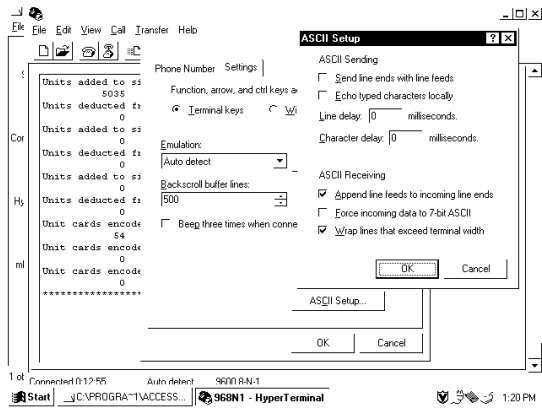 File
File Edit View Call Transfer Help
ASCII Setup
Phone Number Settings
Function, arrow, and ctrl keys a
Terminal keys
Wi
Emulation:
Auto detect
Backscroll buffer lines:
500
Beep three times when conne
ASCII Setup...
OK Cancel
ASCII Sending
Send line ends with line feeds
Echo typed characters locally
Line delay: 0 milliseconds.
Character delay: 0 milliseconds.
ASCII Receiving
Append line feeds to incoming line ends
Force incoming data to 7-bit ASCII
Wrap lines that exceed terminal width
OK Cancel
Units added to si
5035
Units deducted fr
0
Units added to si
0
Units deducted fr
0
Units added to si
0
Units deducted fr
0
Unit cards encode
54
Unit cards encode
0
Unit cards encode
0
******************
Con
Hy
ml
1 ot
Connected 0:12:55 Auto detect 9600 8-N-1
Start C:\PROGRA~1\ACCESS... 968N1 - HyperTerminal 1:20 PM